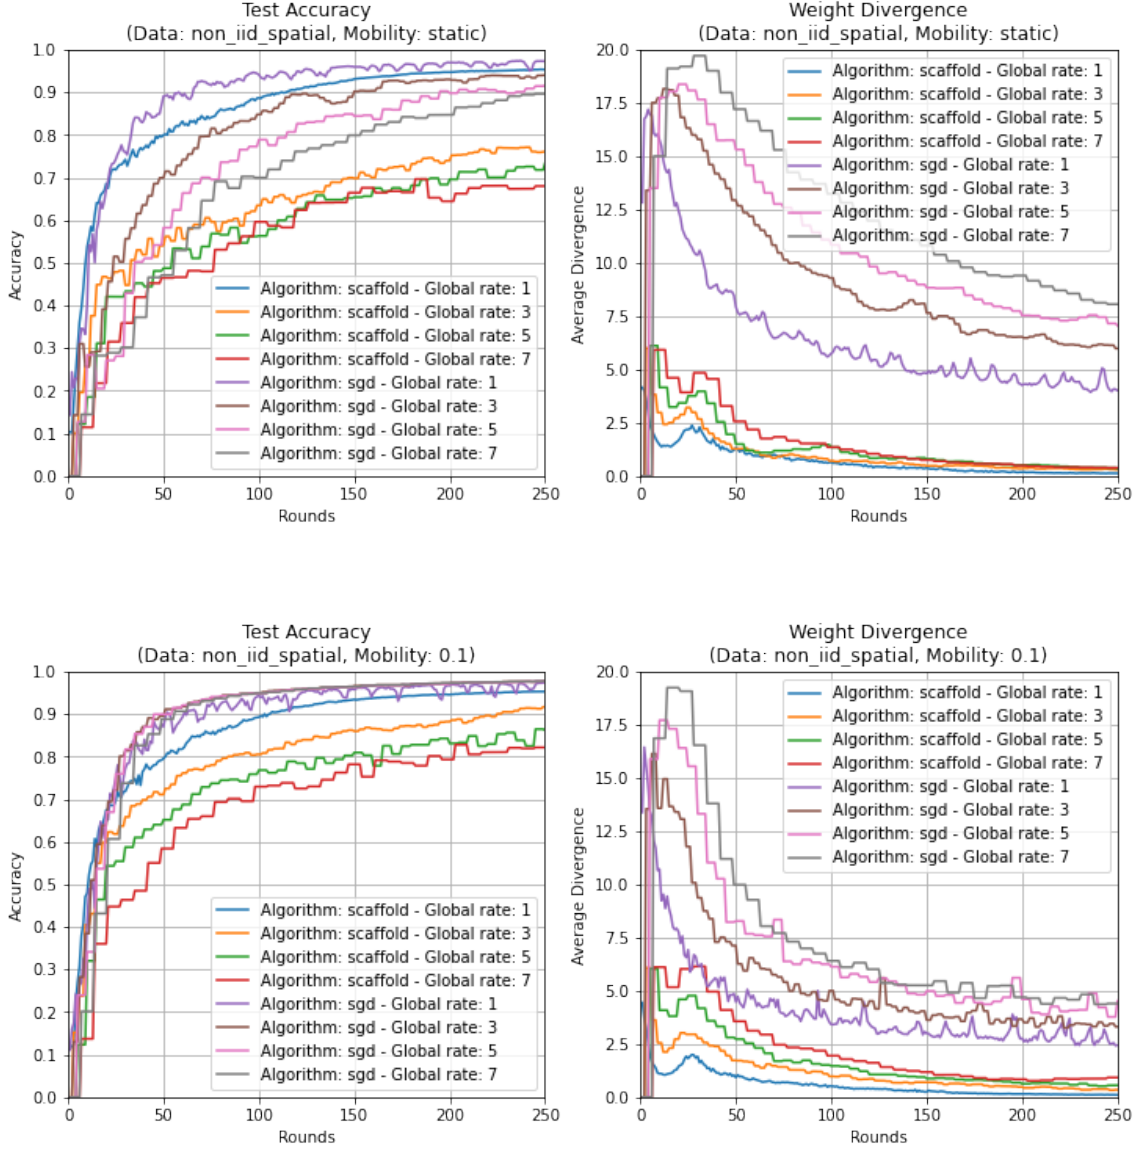 Test Accuracy
(Data: non_iid_spatial, Mobility: static)
1.0
0.9
0.8
0.7
0.6
0.5
0.4
0.3
0.2
0.1
0.0
Accuracy
0
50
100
150
200
250
Rounds
Algorithm: scaffold - Global rate: 1
Algorithm: scaffold - Global rate: 3
Algorithm: scaffold - Global rate: 5
Algorithm: scaffold - Global rate: 7
Algorithm: sgd - Global rate: 1
Algorithm: sgd - Global rate: 3
Algorithm: sgd - Global rate: 5
Algorithm: sgd - Global rate: 7
Weight Divergence
(Data: non_iid_spatial, Mobility: static)
20.0
17.5
15.0
12.5
10.0
7.5
5.0
2.5
0.0
Average Divergence
0
50
100
150
200
250
Rounds
Algorithm: scaffold - Global rate: 1
Algorithm: scaffold - Global rate: 3
Algorithm: scaffold - Global rate: 5
Algorithm: scaffold - Global rate: 7
Algorithm: sgd - Global rate: 1
Algorithm: sgd - Global rate: 3
Algorithm: sgd - Global rate: 5
Algorithm: sgd - Global rate: 7
Test Accuracy
(Data: non_iid_spatial, Mobility: 0.1)
1.0
0.9
0.8
0.7
0.6
0.5
0.4
0.3
0.2
0.1
0.0
Accuracy
0
50
100
150
200
250
Rounds
Algorithm: scaffold - Global rate: 1
Algorithm: scaffold - Global rate: 3
Algorithm: scaffold - Global rate: 5
Algorithm: scaffold - Global rate: 7
Algorithm: sgd - Global rate: 1
Algorithm: sgd - Global rate: 3
Algorithm: sgd - Global rate: 5
Algorithm: sgd - Global rate: 7
Weight Divergence
(Data: non_iid_spatial, Mobility: 0.1)
20.0
17.5
15.0
12.5
10.0
7.5
5.0
2.5
0.0
Average Divergence
0
50
100
150
200
250
Rounds
Algorithm: scaffold - Global rate: 1
Algorithm: scaffold - Global rate: 3
Algorithm: scaffold - Global rate: 5
Algorithm: scaffold - Global rate: 7
Algorithm: sgd - Global rate: 1
Algorithm: sgd - Global rate: 3
Algorithm: sgd - Global rate: 5
Algorithm: sgd - Global rate: 7